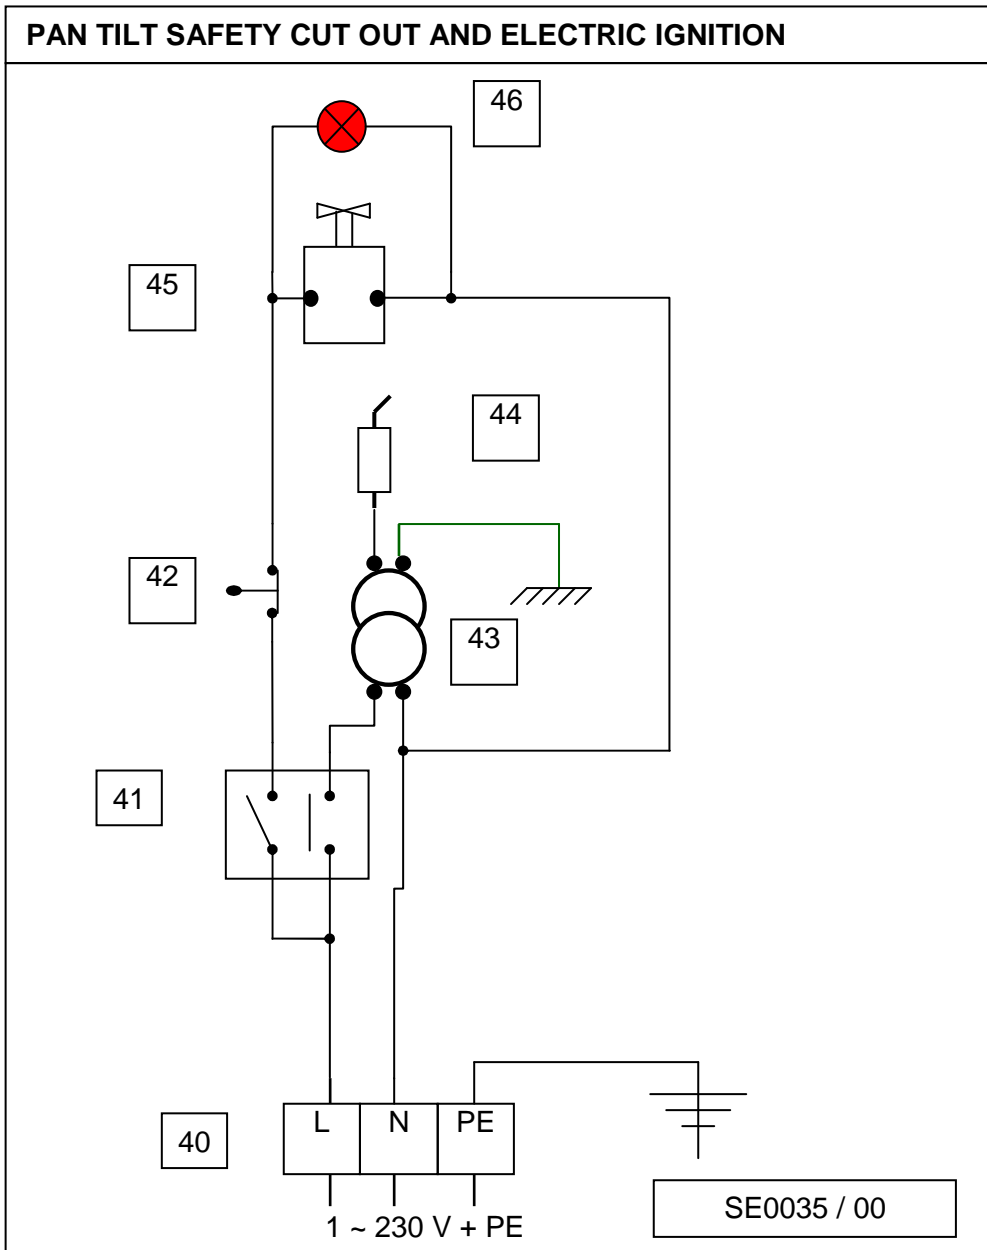 PAN TILT SAFETY CUT OUT AND ELECTRIC IGNITION
46
45
44
42
43
41
40
L N PE
1 ~ 230 V + PE
SE0035 / 00